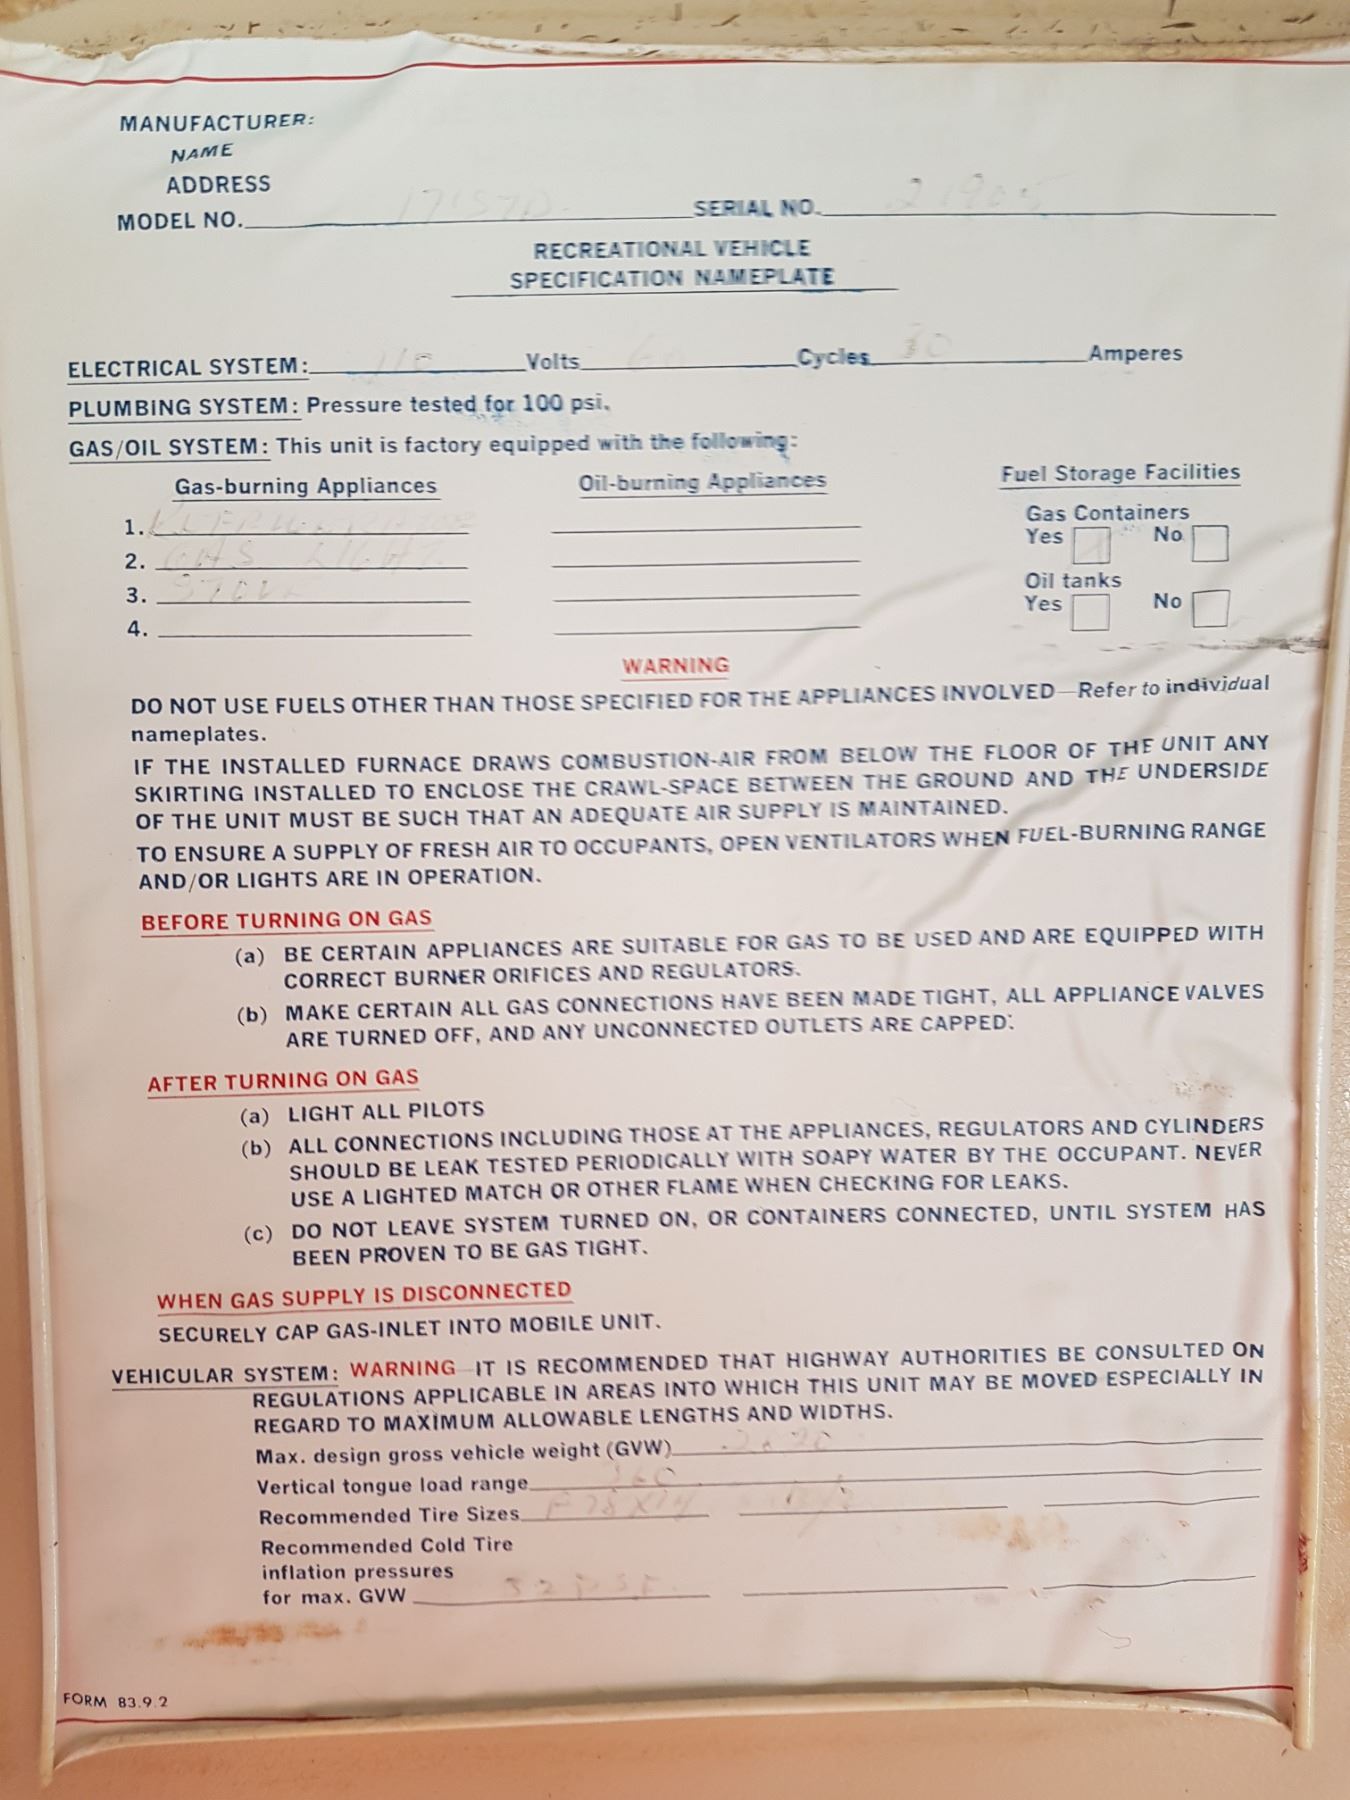 MANUFACTURER:
NAME
ADDRESS
MODEL NO. 17'STD. SERIAL NO. 21905
RECREATIONAL VEHICLE
SPECIFICATION NAMEPLATE
ELECTRICAL SYSTEM: 110 Volts 60 Cycles 30 Amperes
PLUMBING SYSTEM: Pressure tested for 100 psi.
GAS/OIL SYSTEM: This unit is factory equipped with the following:
Gas-burning Appliances Oil-burning Appliances Fuel Storage Facilities
1. REFRIGERATOR Gas Containers
Yes No
2. GAS LIGHT
Oil tanks
3. STOVE Yes No
4.
WARNING
DO NOT USE FUELS OTHER THAN THOSE SPECIFIED FOR THE APPLIANCES INVOLVED—Refer to individual
nameplates.
IF THE INSTALLED FURNACE DRAWS COMBUSTION-AIR FROM BELOW THE FLOOR OF THE UNIT ANY
SKIRTING INSTALLED TO ENCLOSE THE CRAWL-SPACE BETWEEN THE GROUND AND THE UNDERSIDE
OF THE UNIT MUST BE SUCH THAT AN ADEQUATE AIR SUPPLY IS MAINTAINED.
TO ENSURE A SUPPLY OF FRESH AIR TO OCCUPANTS, OPEN VENTILATORS WHEN FUEL-BURNING RANGE
AND/OR LIGHTS ARE IN OPERATION.
BEFORE TURNING ON GAS
(a) BE CERTAIN APPLIANCES ARE SUITABLE FOR GAS TO BE USED AND ARE EQUIPPED WITH
CORRECT BURNER ORIFICES AND REGULATORS.
(b) MAKE CERTAIN ALL GAS CONNECTIONS HAVE BEEN MADE TIGHT, ALL APPLIANCE VALVES
ARE TURNED OFF, AND ANY UNCONNECTED OUTLETS ARE CAPPED.
AFTER TURNING ON GAS
(a) LIGHT ALL PILOTS
(b) ALL CONNECTIONS INCLUDING THOSE AT THE APPLIANCES, REGULATORS AND CYLINDERS
SHOULD BE LEAK TESTED PERIODICALLY WITH SOAPY WATER BY THE OCCUPANT. NEVER
USE A LIGHTED MATCH OR OTHER FLAME WHEN CHECKING FOR LEAKS.
(c) DO NOT LEAVE SYSTEM TURNED ON, OR CONTAINERS CONNECTED, UNTIL SYSTEM HAS
BEEN PROVEN TO BE GAS TIGHT.
WHEN GAS SUPPLY IS DISCONNECTED
SECURELY CAP GAS-INLET INTO MOBILE UNIT.
VEHICULAR SYSTEM: WARNING—IT IS RECOMMENDED THAT HIGHWAY AUTHORITIES BE CONSULTED ON
REGULATIONS APPLICABLE IN AREAS INTO WHICH THIS UNIT MAY BE MOVED ESPECIALLY IN
REGARD TO MAXIMUM ALLOWABLE LENGTHS AND WIDTHS.
Max. design gross vehicle weight (GVW)
Vertical tongue load range
Recommended Tire Sizes F78X14
Recommended Cold Tire
inflation pressures
for max. GVW 32 PSI.
FORM 83.9.2